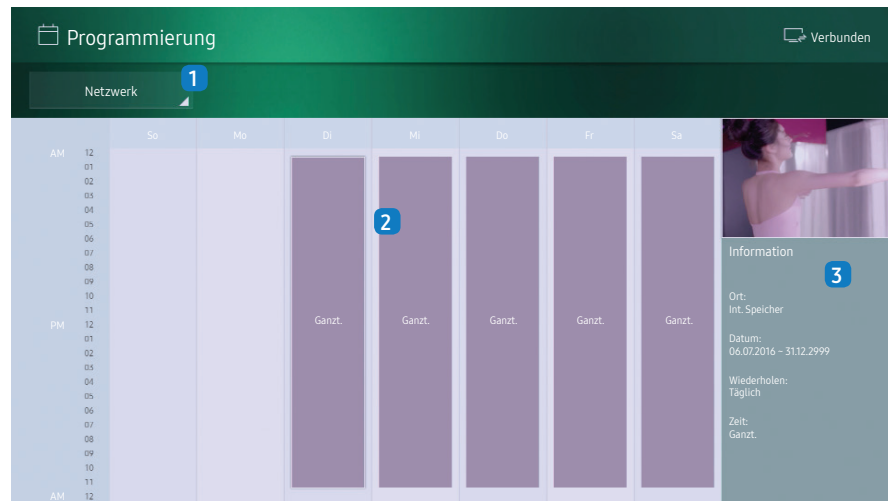 Programmierung
Verbunden
Netzwerk
1
So Mo Di Mi Do Fr Sa
AM 12
01
02
03
04
05
06
07
08
09
10
11
PM 12
01
02
03
04
05
06
07
08
09
10
11
AM 12
2
Ganzt. Ganzt. Ganzt. Ganzt. Ganzt.
Information
3
Ort:
Int. Speicher
Datum:
06.07.2016 ~ 31.12.2999
Wiederholen:
Täglich
Zeit:
Ganzt.